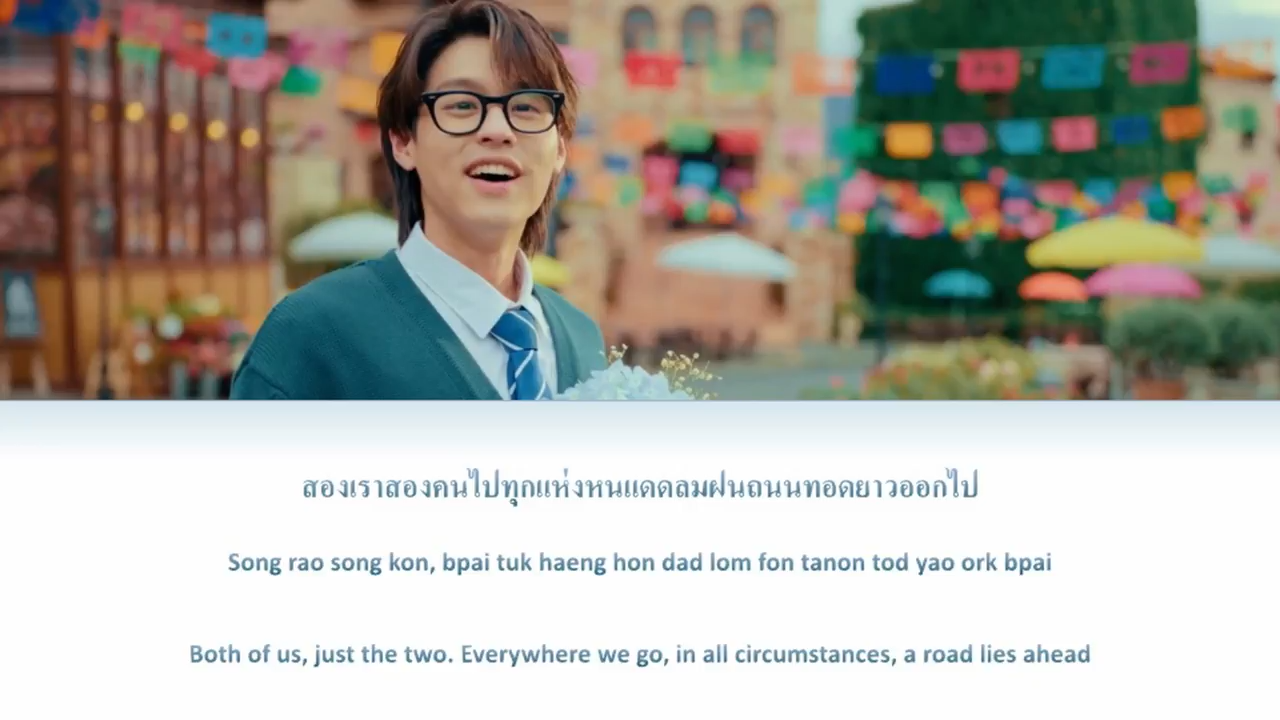 สองเราสองคนไปทุกแห่งหนแดดลมฝนถนนทอดยาวออกไป
Song rao song kon, bpai tuk haeng hon dad lom fon tanon tod yao ork bpai
Both of us, just the two. Everywhere we go, in all circumstances, a road lies ahead